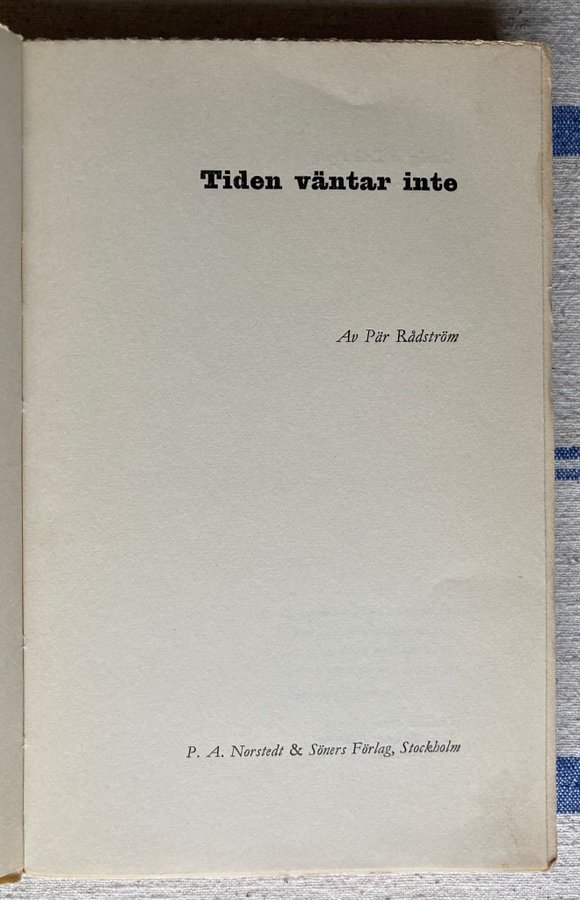 Tiden väntar inte
Av Pär Rådström
P. A. Norstedt & Söners Förlag, Stockholm